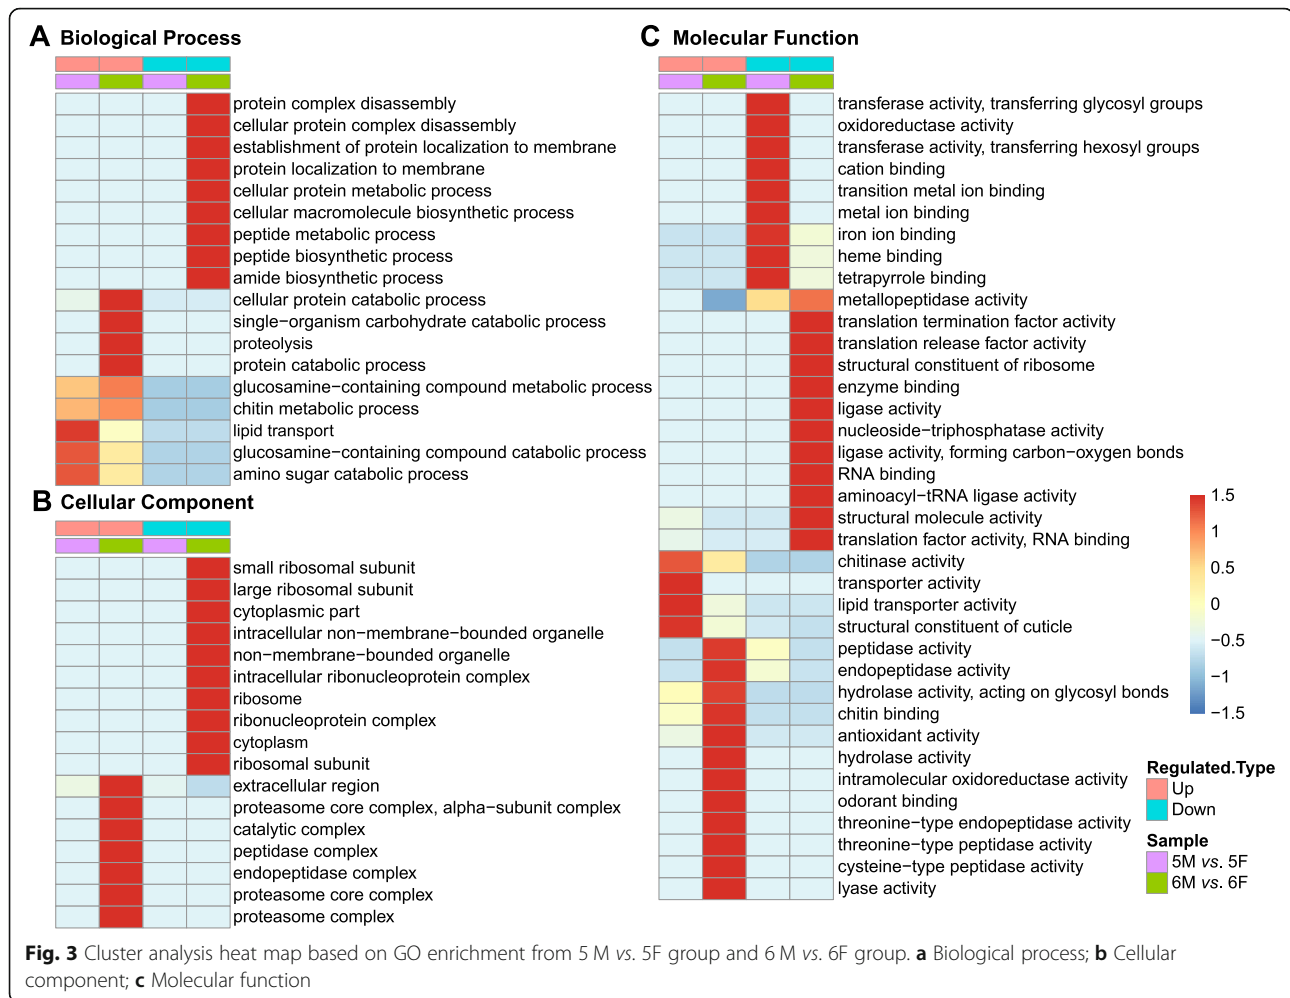 A Biological Process
protein complex disassembly
cellular protein complex disassembly
establishment of protein localization to membrane
protein localization to membrane
cellular protein metabolic process
cellular macromolecule biosynthetic process
peptide metabolic process
peptide biosynthetic process
amide biosynthetic process
cellular protein catabolic process
single−organism carbohydrate catabolic process
proteolysis
protein catabolic process
glucosamine−containing compound metabolic process
chitin metabolic process
lipid transport
glucosamine−containing compound catabolic process
amino sugar catabolic process
B Cellular Component
small ribosomal subunit
large ribosomal subunit
cytoplasmic part
intracellular non−membrane−bounded organelle
non−membrane−bounded organelle
intracellular ribonucleoprotein complex
ribosome
ribonucleoprotein complex
cytoplasm
ribosomal subunit
extracellular region
proteasome core complex, alpha−subunit complex
catalytic complex
peptidase complex
endopeptidase complex
proteasome core complex
proteasome complex
C Molecular Function
transferase activity, transferring glycosyl groups
oxidoreductase activity
transferase activity, transferring hexosyl groups
cation binding
transition metal ion binding
metal ion binding
iron ion binding
heme binding
tetrapyrrole binding
metallopeptidase activity
translation termination factor activity
translation release factor activity
structural constituent of ribosome
enzyme binding
ligase activity
nucleoside−triphosphatase activity
ligase activity, forming carbon−oxygen bonds
RNA binding
aminoacyl−tRNA ligase activity
structural molecule activity
translation factor activity, RNA binding
chitinase activity
transporter activity
lipid transporter activity
structural constituent of cuticle
peptidase activity
endopeptidase activity
hydrolase activity, acting on glycosyl bonds
chitin binding
antioxidant activity
hydrolase activity
intramolecular oxidoreductase activity
odorant binding
threonine−type endopeptidase activity
threonine−type peptidase activity
cysteine−type peptidase activity
lyase activity
1.5
1
0.5
0
−0.5
−1
−1.5
Regulated.Type
Up
Down
Sample
5M vs. 5F
6M vs. 6F
Fig. 3 Cluster analysis heat map based on GO enrichment from 5 M vs. 5F group and 6 M vs. 6F group. a Biological process; b Cellular
component; c Molecular function